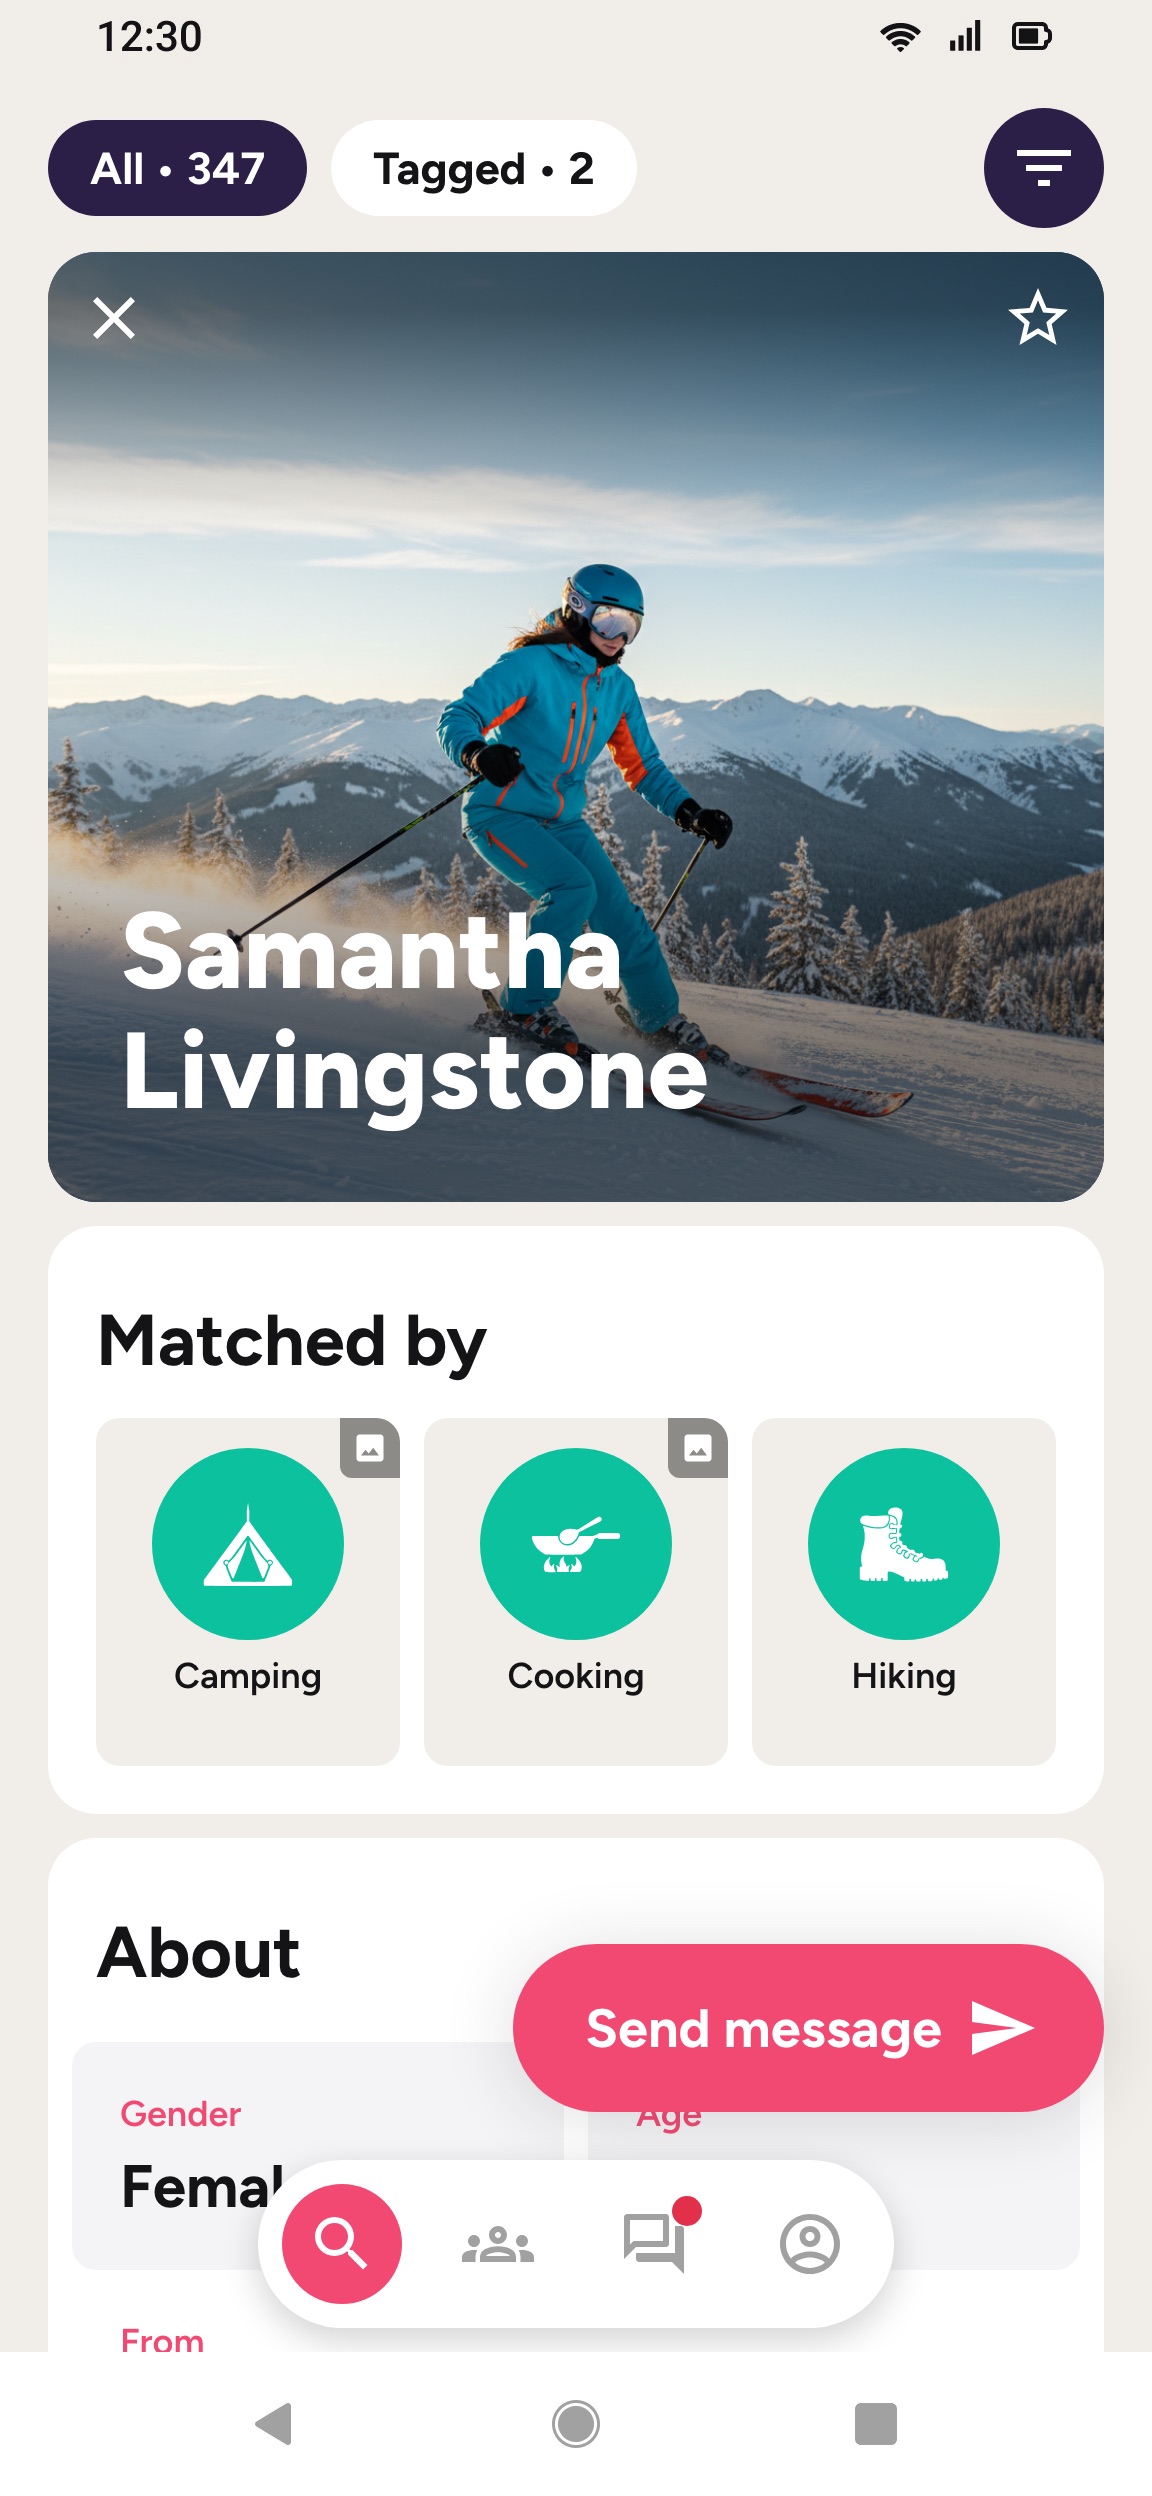 12:30
All • 347
Tagged • 2
Samantha
Livingstone
Matched by
Camping
Cooking
Hiking
About
Send message
Gender
Age
Femal
From